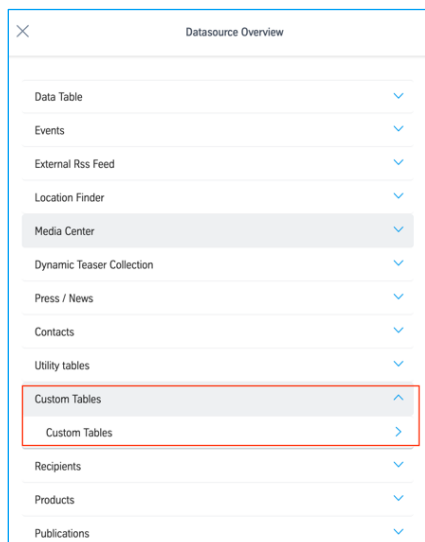 Datasource Overview
Data Table
Events
External Rss Feed
Location Finder
Media Center
Dynamic Teaser Collection
Press / News
Contacts
Utility tables
Custom Tables
Custom Tables
Recipients
Products
Publications